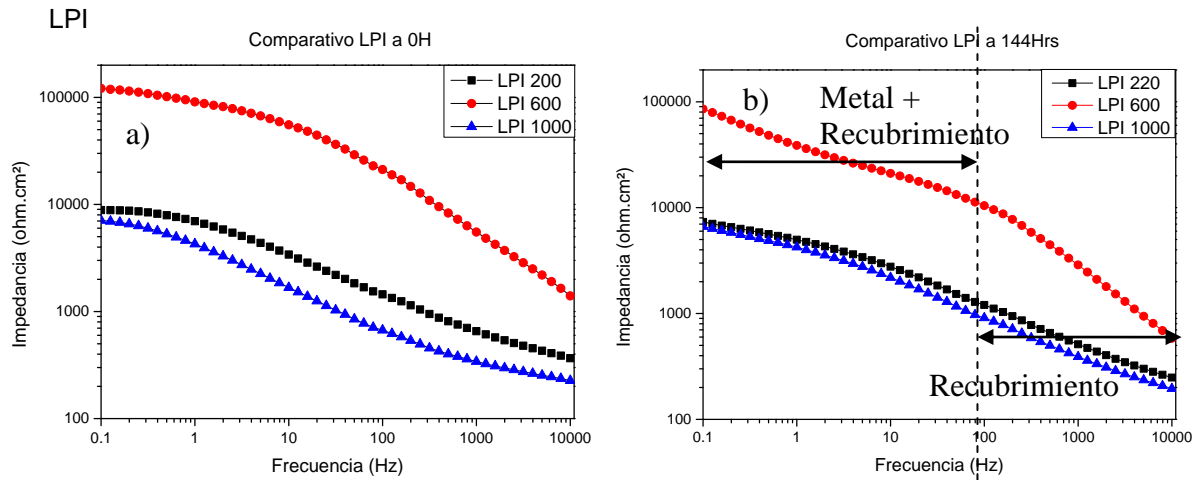 LPI
Comparativo LPI a 0H
LPI 200
LPI 600
LPI 1000
a)
100000
10000
1000
100
Impedancia (ohm.cm²)
0.1 1 10 100 1000 10000
Frecuencia (Hz)
Comparativo LPI a 144Hrs
LPI 220
LPI 600
LPI 1000
b)
Metal +
Recubrimiento
Recubrimiento
100000
10000
1000
100
Impedancia (ohm.cm²)
0.1 1 10 100 1000 10000
Frecuencia (Hz)